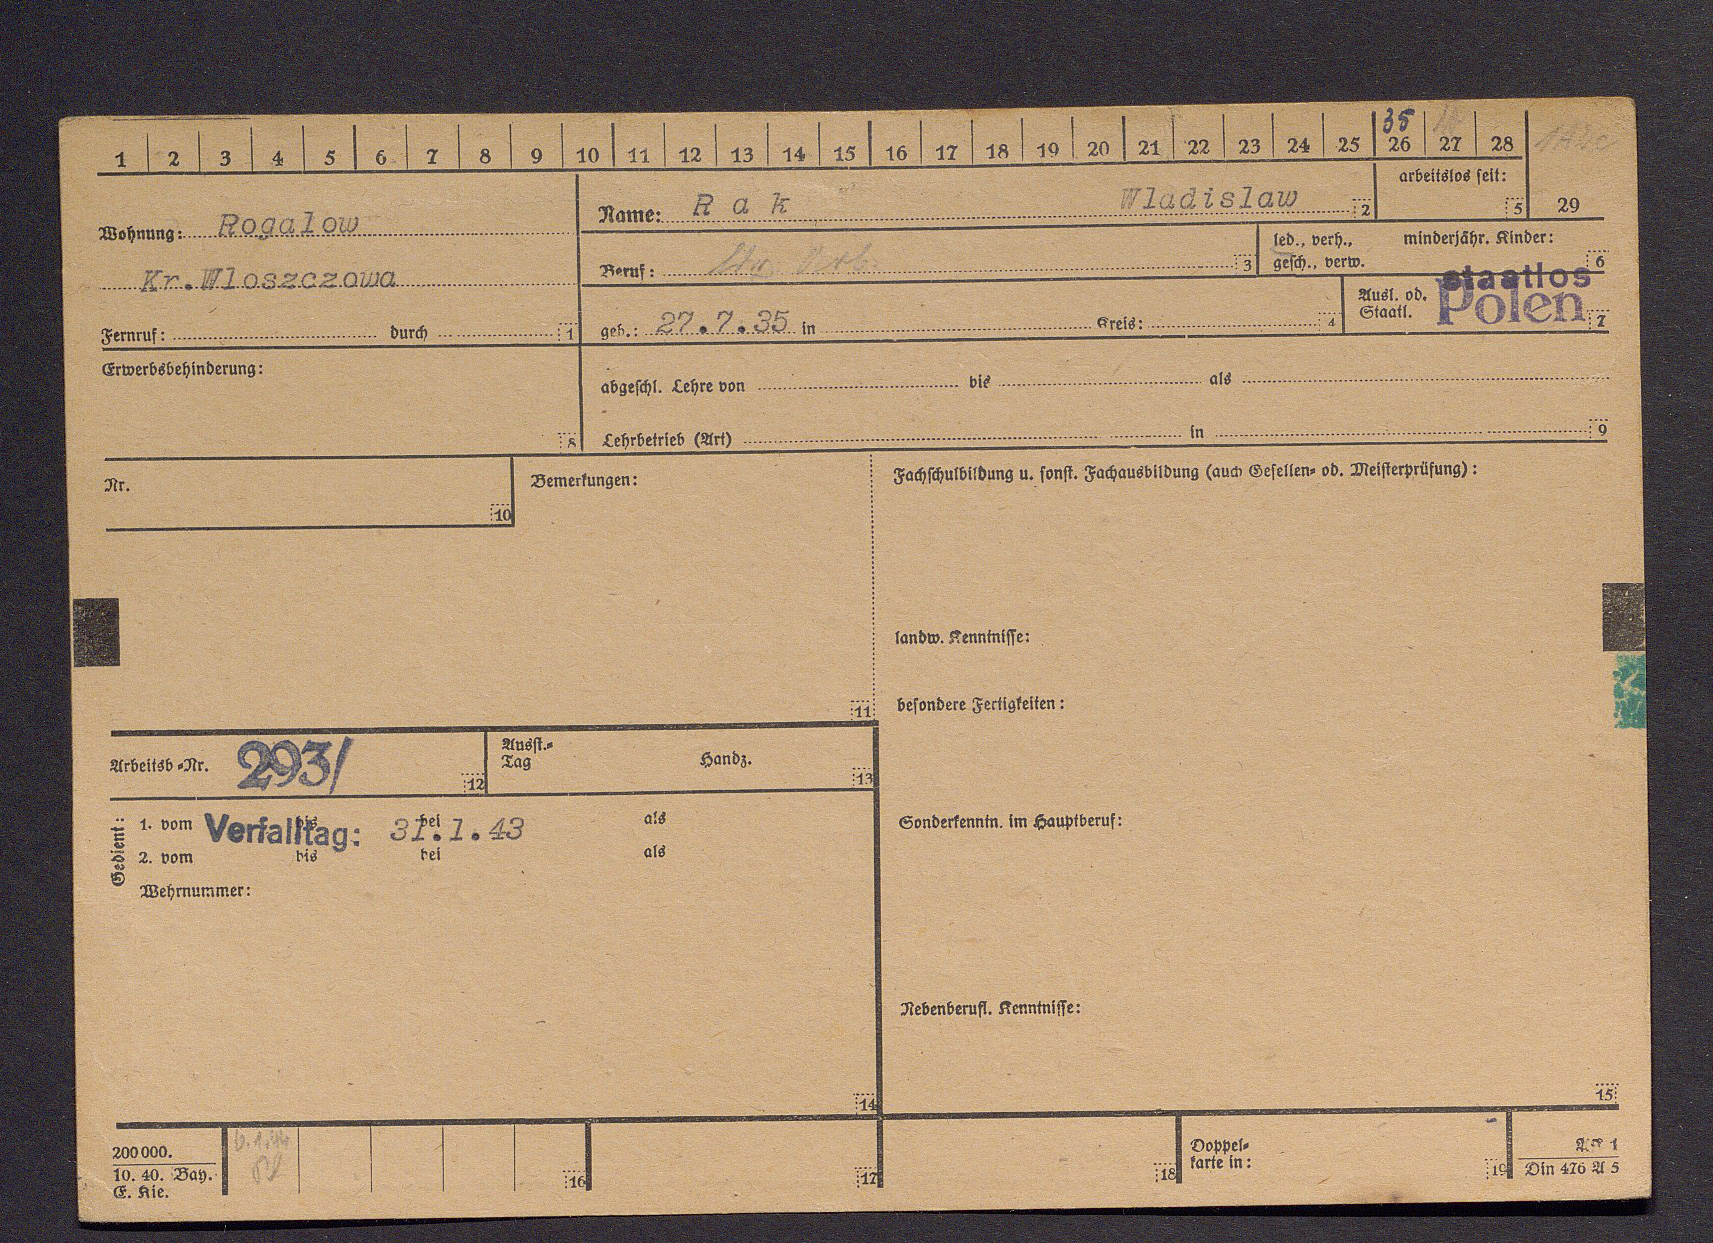 1 2 3 4 5 6 7 8 9 10 11 12 13 14 15 16 17 18 19 20 21 22 23 24 25 26 27 28
35
arbeitslos seit:
5
29
Wohnung: Rogalow
Kr.Wloszczowa
Fernruf: durch 1
Name: R a k Wladislaw 2
Beruf: 3
led., verh., minderjähr. Kinder:
gesch., verw. 6
geb.: 27.7.35 in Kreis: 4
Ausl. od.
Staatl.
staatlos
Polen
7
Erwerbsbehinderung:
8
abgeschl. Lehre von bis als
Lehrbetrieb (Art) in 9
Nr.
10
Bemerkungen:
11
Fachschulbildung u. sonst. Fachausbildung (auch Gesellen- od. Meisterprüfung):
landw. Kenntnisse:
besondere Fertigkeiten:
Sonderkenntn. im Hauptberuf:
Nebenberufl. Kenntnisse:
15
Arbeitsb.-Nr. 293/ 12
Ausst.-
Tag Handz.
13
Gedient:
1. vom bis bei als
Verfalltag: 31.1.43
2. vom bis bei als
Wehrnummer:
14
200000.
10. 40. Bay.
E. Kie.
16
17
18
Doppel-
karte in:
19
1
Din 476 A 5